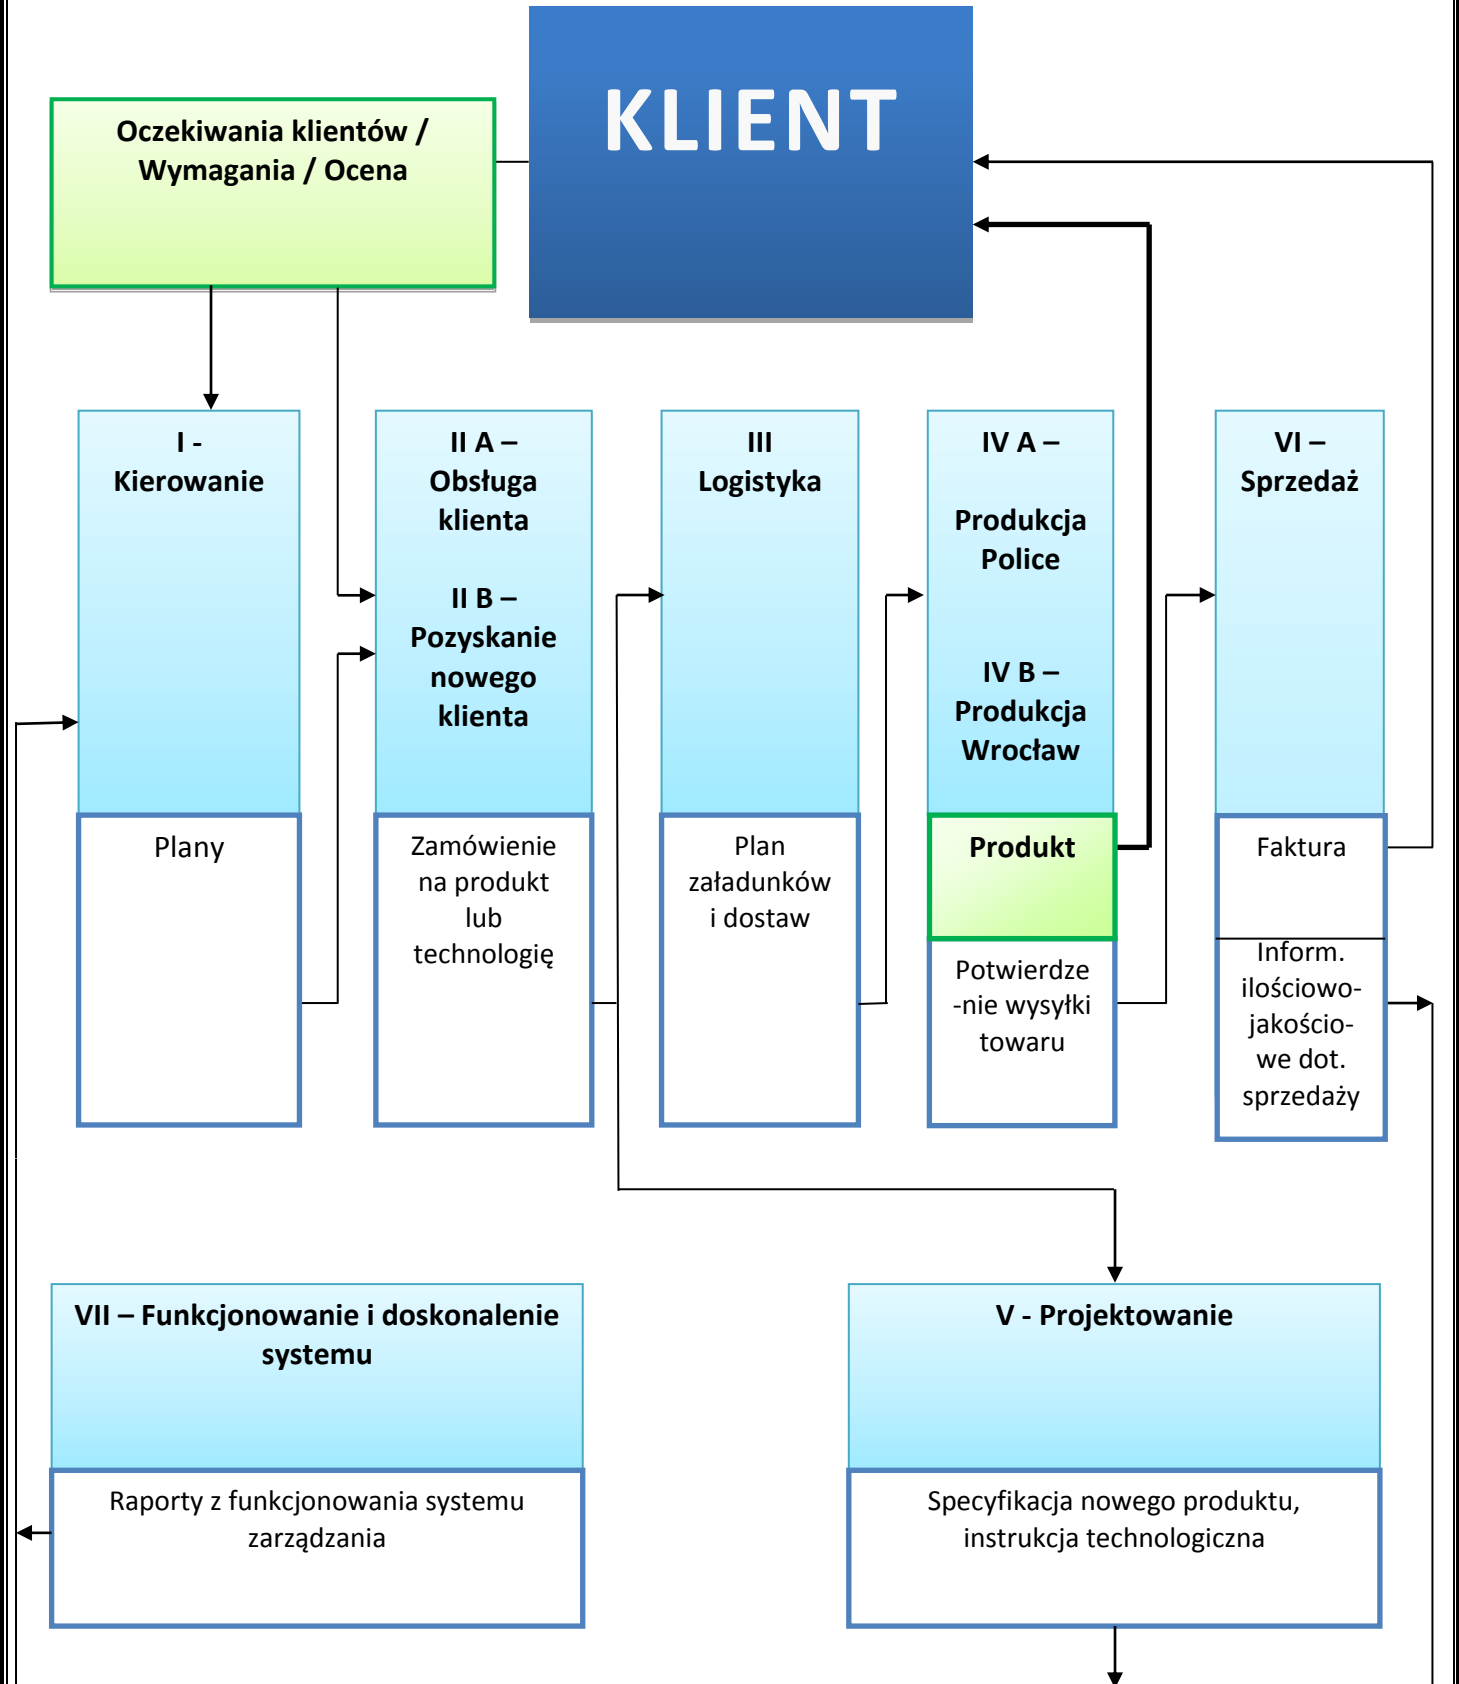 KLIENT
Oczekiwania klientów /
Wymagania / Ocena
I -
Kierowanie
II A –
Obsługa
klienta
II B –
Pozyskanie
nowego
klienta
III
Logistyka
IV A –
Produkcja
Police
IV B –
Produkcja
Wrocław
VI –
Sprzedaż
Plany
Zamówienie
na produkt
lub
technologię
Plan
załadunków
i dostaw
Produkt
Potwierdze
-nie wysyłki
towaru
Faktura
Inform.
ilościowo-
jakościo-
we dot.
sprzedaży
VII – Funkcjonowanie i doskonalenie
systemu
Raporty z funkcjonowania systemu
zarządzania
V - Projektowanie
Specyfikacja nowego produktu,
instrukcja technologiczna